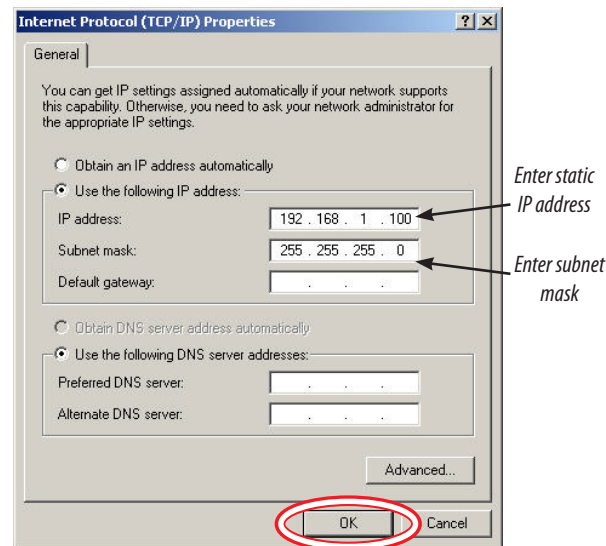 Internet Protocol (TCP/IP) Properties
General
You can get IP settings assigned automatically if your network supports
this capability. Otherwise, you need to ask your network administrator for
the appropriate IP settings.
Obtain an IP address automatically
Use the following IP address:
IP address: 192 . 168 . 1 . 100
Subnet mask: 255 . 255 . 255 . 0
Default gateway: . . .
Obtain DNS server address automatically
Use the following DNS server addresses:
Preferred DNS server: . . .
Alternate DNS server: . . .
Advanced...
OK Cancel
Enter static
IP address
Enter subnet
mask